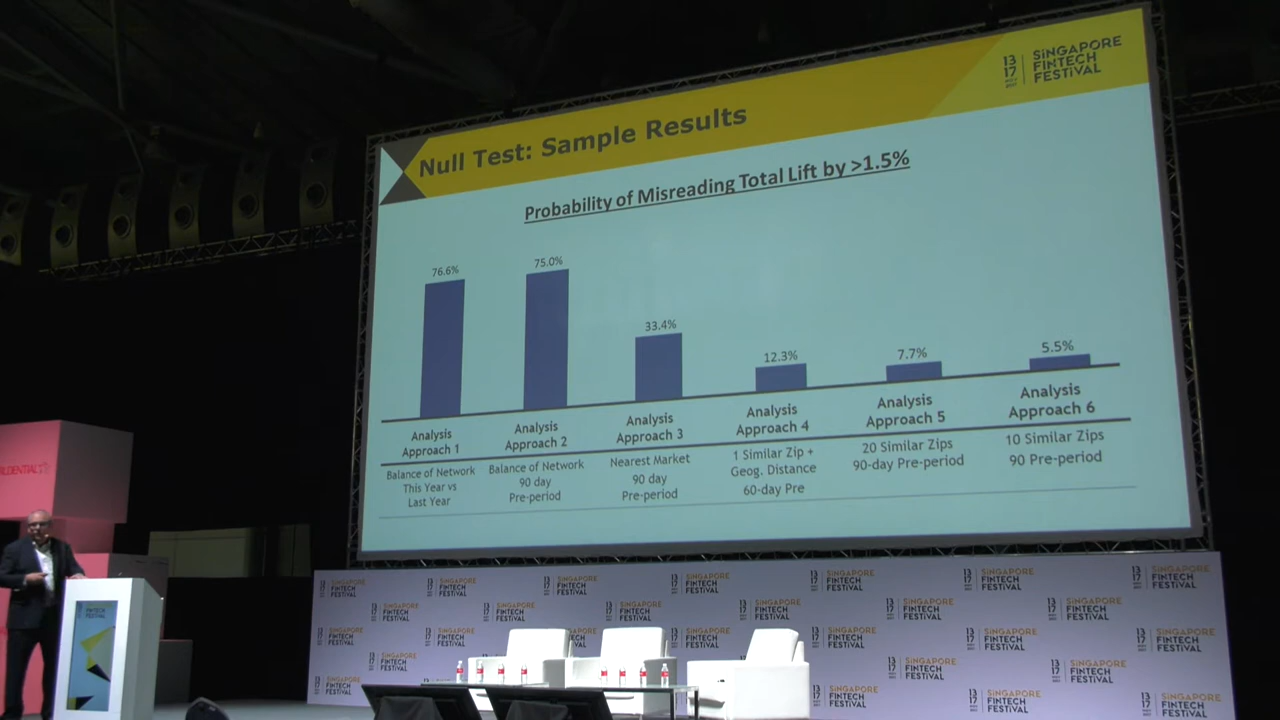 13
17
NOV
2017
SiNGAPORE
FiNTECH
FESTiVAL
Null Test: Sample Results
Probability of Misreading Total Lift by >1.5%
76.6%
75.0%
33.4%
12.3%
7.7%
5.5%
Analysis
Approach 1
Analysis
Approach 2
Analysis
Approach 3
Analysis
Approach 4
Analysis
Approach 5
Analysis
Approach 6
Balance of Network
This Year vs
Last Year
Balance of Network
90 day
Pre-period
Nearest Market
90 day
Pre-period
1 Similar Zip +
Geog. Distance
60-day Pre
20 Similar Zips
90-day Pre-period
10 Similar Zips
90 Pre-period
SiNGAPORE
FiNTECH
FESTiVAL